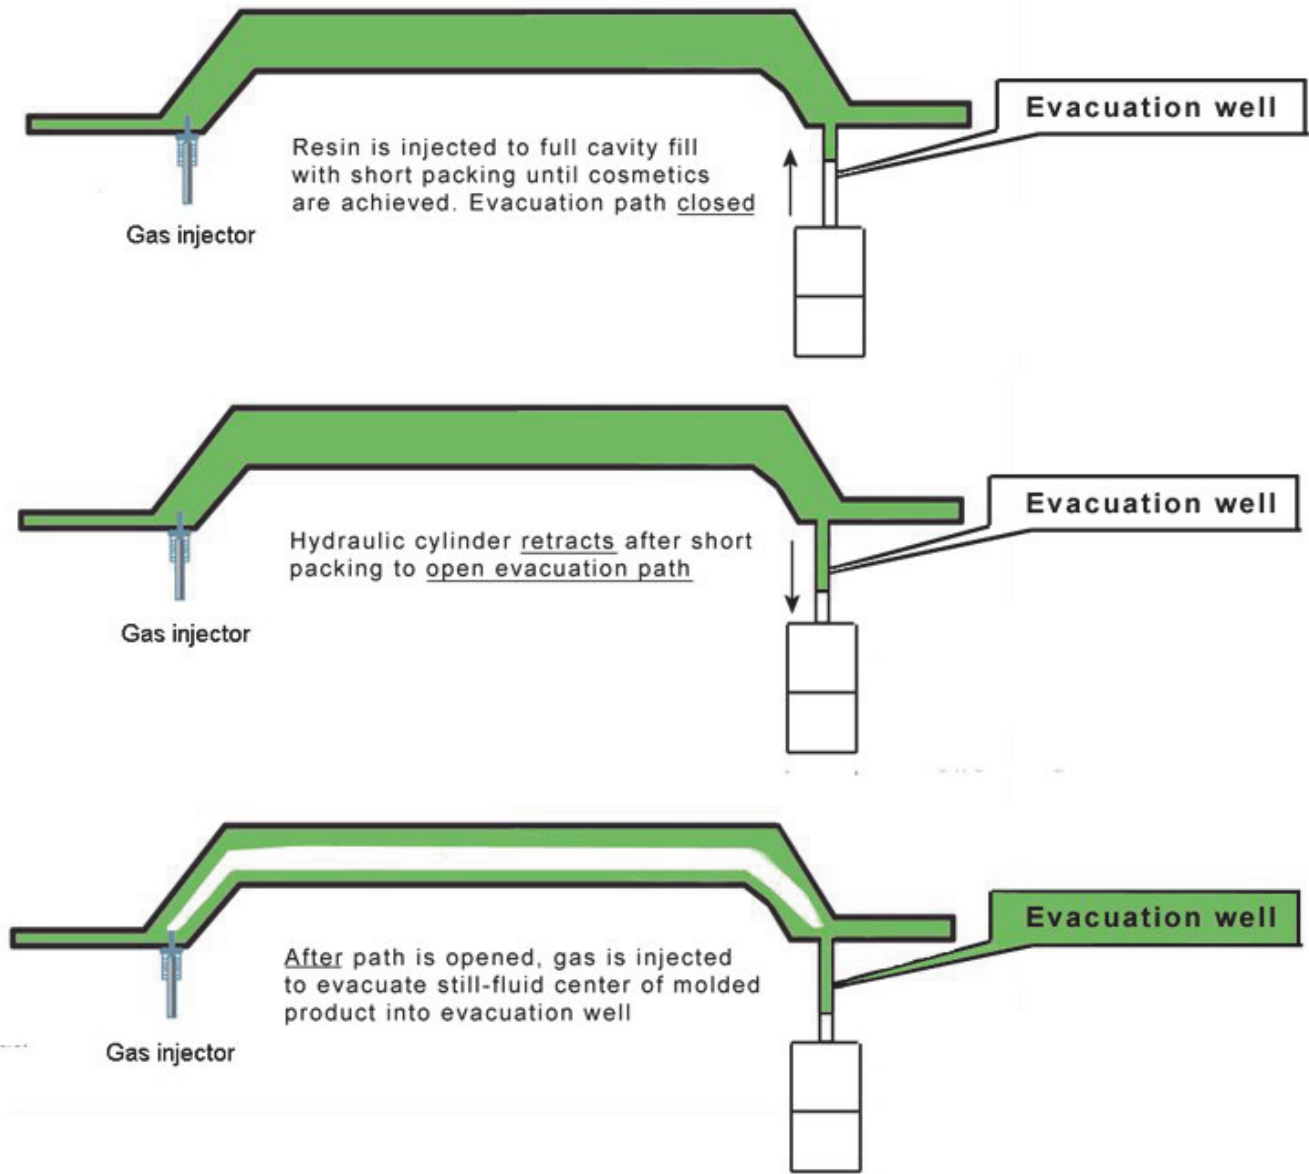 Evacuation well
Resin is injected to full cavity fill
with short packing until cosmetics
are achieved. Evacuation path closed
Gas injector
Evacuation well
Hydraulic cylinder retracts after short
packing to open evacuation path
Gas injector
Evacuation well
After path is opened, gas is injected
to evacuate still-fluid center of molded
product into evacuation well
Gas injector